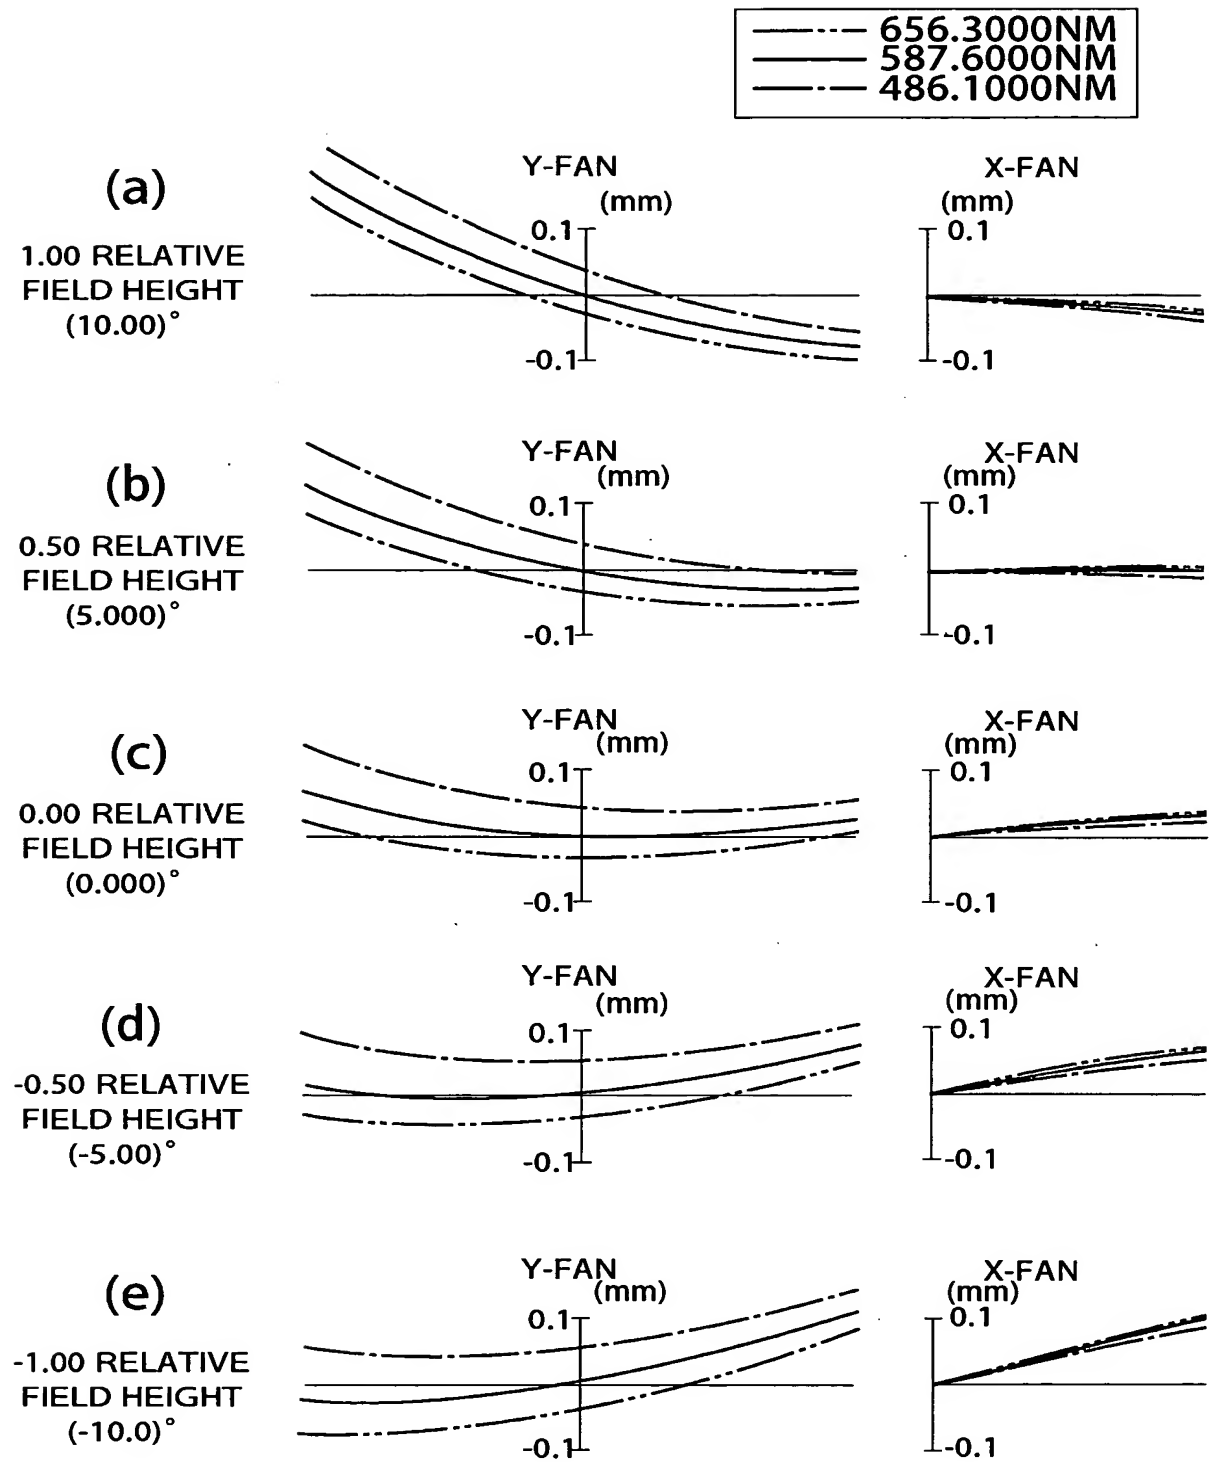 656.3000NM
587.6000NM
486.1000NM
(a)
1.00 RELATIVE
FIELD HEIGHT
(10.00)°
Y-FAN
(mm)
0.1
-0.1
X-FAN
(mm)
0.1
-0.1
(b)
0.50 RELATIVE
FIELD HEIGHT
(5.000)°
Y-FAN
(mm)
0.1
-0.1
X-FAN
(mm)
0.1
-0.1
(c)
0.00 RELATIVE
FIELD HEIGHT
(0.000)°
Y-FAN
(mm)
0.1
-0.1
X-FAN
(mm)
0.1
-0.1
(d)
-0.50 RELATIVE
FIELD HEIGHT
(-5.00)°
Y-FAN
(mm)
0.1
-0.1
X-FAN
(mm)
0.1
-0.1
(e)
-1.00 RELATIVE
FIELD HEIGHT
(-10.0)°
Y-FAN
(mm)
0.1
-0.1
X-FAN
(mm)
0.1
-0.1